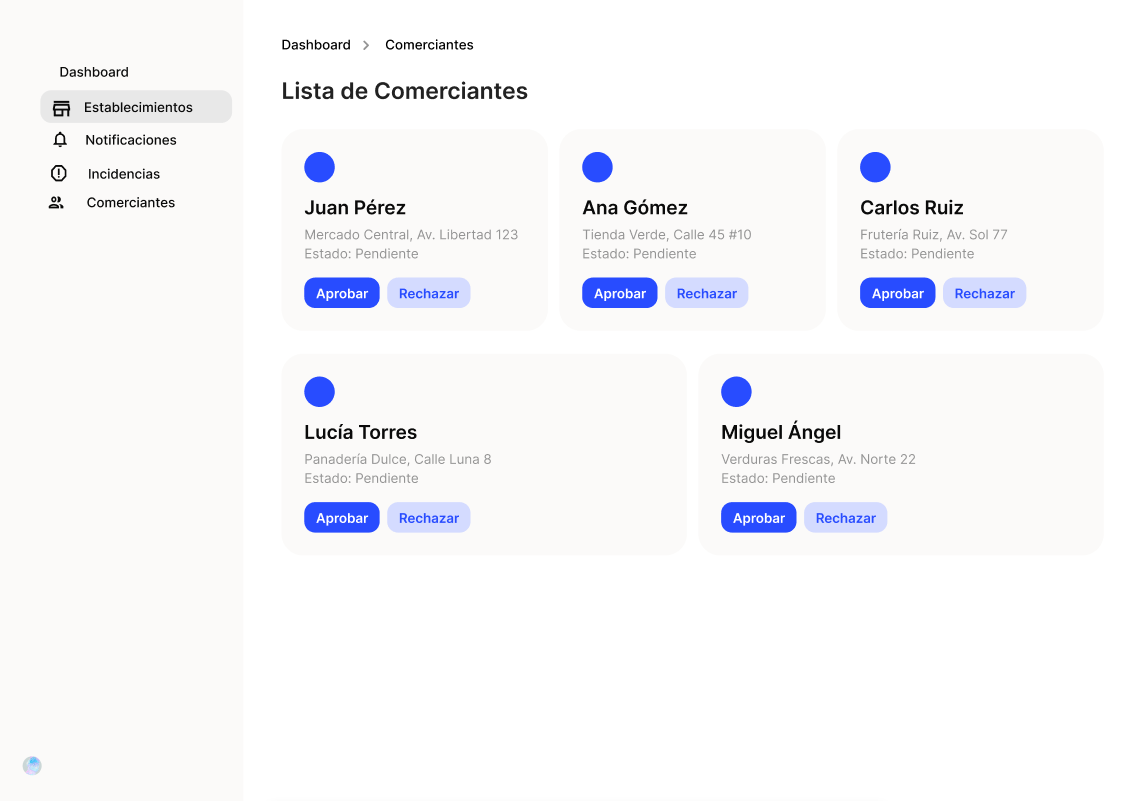 Dashboard
Establecimientos
Notificaciones
Incidencias
Comerciantes
Dashboard > Comerciantes
Lista de Comerciantes
Juan Pérez
Mercado Central, Av. Libertad 123
Estado: Pendiente
Aprobar Rechazar
Ana Gómez
Tienda Verde, Calle 45 #10
Estado: Pendiente
Aprobar Rechazar
Carlos Ruiz
Frutería Ruiz, Av. Sol 77
Estado: Pendiente
Aprobar Rechazar
Lucía Torres
Panadería Dulce, Calle Luna 8
Estado: Pendiente
Aprobar Rechazar
Miguel Ángel
Verduras Frescas, Av. Norte 22
Estado: Pendiente
Aprobar Rechazar